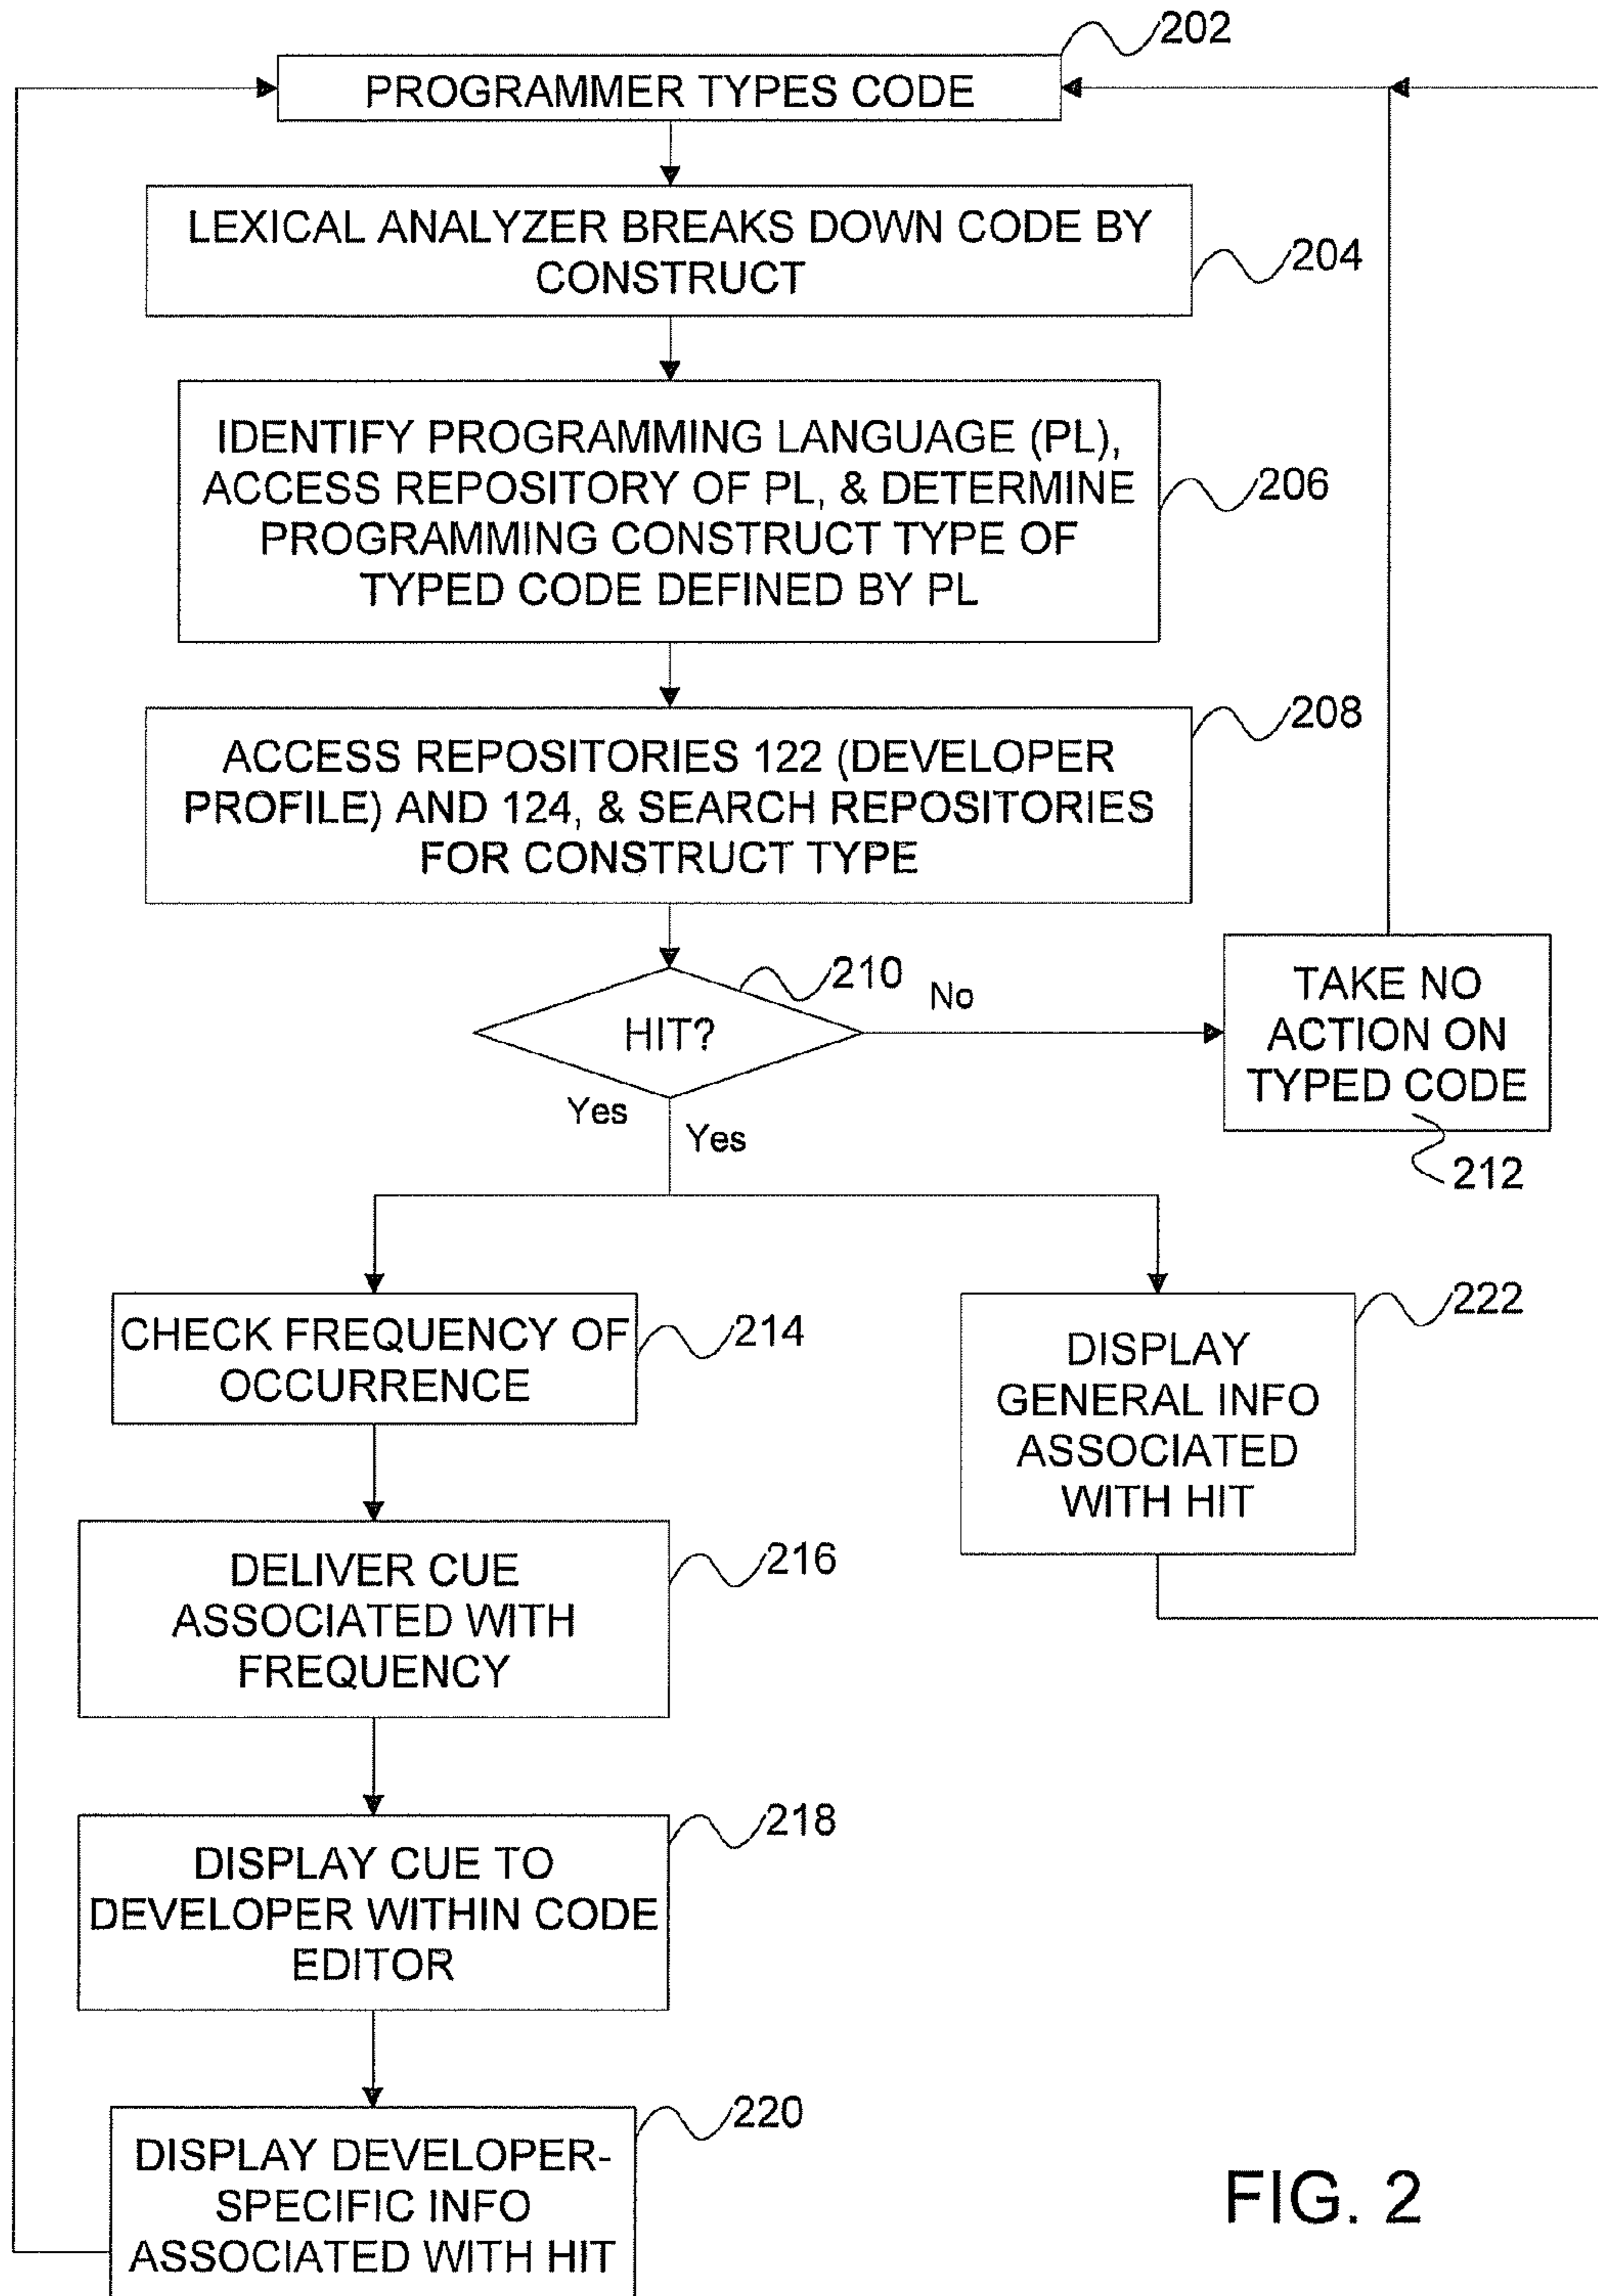 202
PROGRAMMER TYPES CODE
LEXICAL ANALYZER BREAKS DOWN CODE BY
CONSTRUCT
204
IDENTIFY PROGRAMMING LANGUAGE (PL),
ACCESS REPOSITORY OF PL, & DETERMINE
PROGRAMMING CONSTRUCT TYPE OF
TYPED CODE DEFINED BY PL
206
208
ACCESS REPOSITORIES 122 (DEVELOPER
PROFILE) AND 124, & SEARCH REPOSITORIES
FOR CONSTRUCT TYPE
210
HIT?
No
TAKE NO
ACTION ON
TYPED CODE
212
Yes
Yes
CHECK FREQUENCY OF
OCCURRENCE
214
222
DISPLAY
GENERAL INFO
ASSOCIATED
WITH HIT
DELIVER CUE
ASSOCIATED WITH
FREQUENCY
216
218
DISPLAY CUE TO
DEVELOPER WITHIN CODE
EDITOR
220
DISPLAY DEVELOPER-
SPECIFIC INFO
ASSOCIATED WITH HIT
FIG. 2